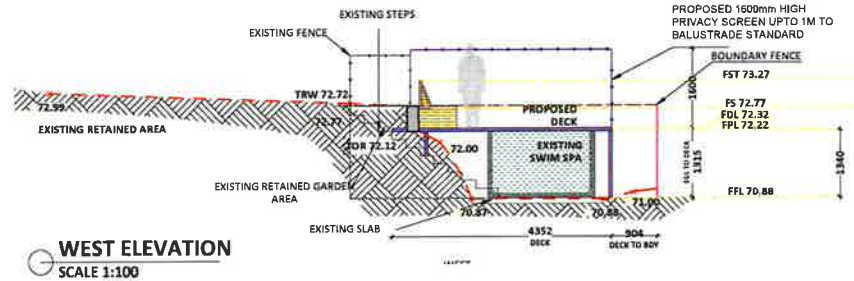 PROPOSED 1600mm HIGH
PRIVACY SCREEN UPTO 1M TO
BALUSTRADE STANDARD
EXISTING STEPS
EXISTING FENCE
BOUNDARY FENCE
FST 73.27
1600
TRW 72.72
FS 72.77
72.99
PROPOSED
DECK
FDL 72.32
FPL 72.22
72.77
EXISTING RETAINED AREA
TOR 72.12
72.00
EXISTING
SWIM SPA
EGL TO DECK
1315
1340
EXISTING RETAINED GARDEN
AREA
FFL 70.88
71.00
70.87
70.88
EXISTING SLAB
4352
DECK
904
DECK TO BDY
WEST ELEVATION
SCALE 1:100